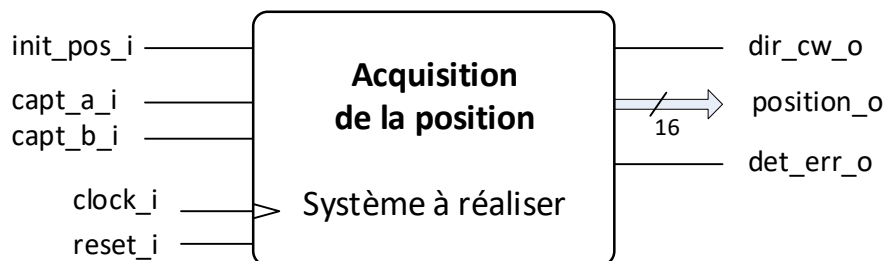 init_pos_i
capt_a_i
capt_b_i
clock_i
reset_i
Acquisition
de la position
Système à réaliser
dir_cw_o
position_o
16
det_err_o